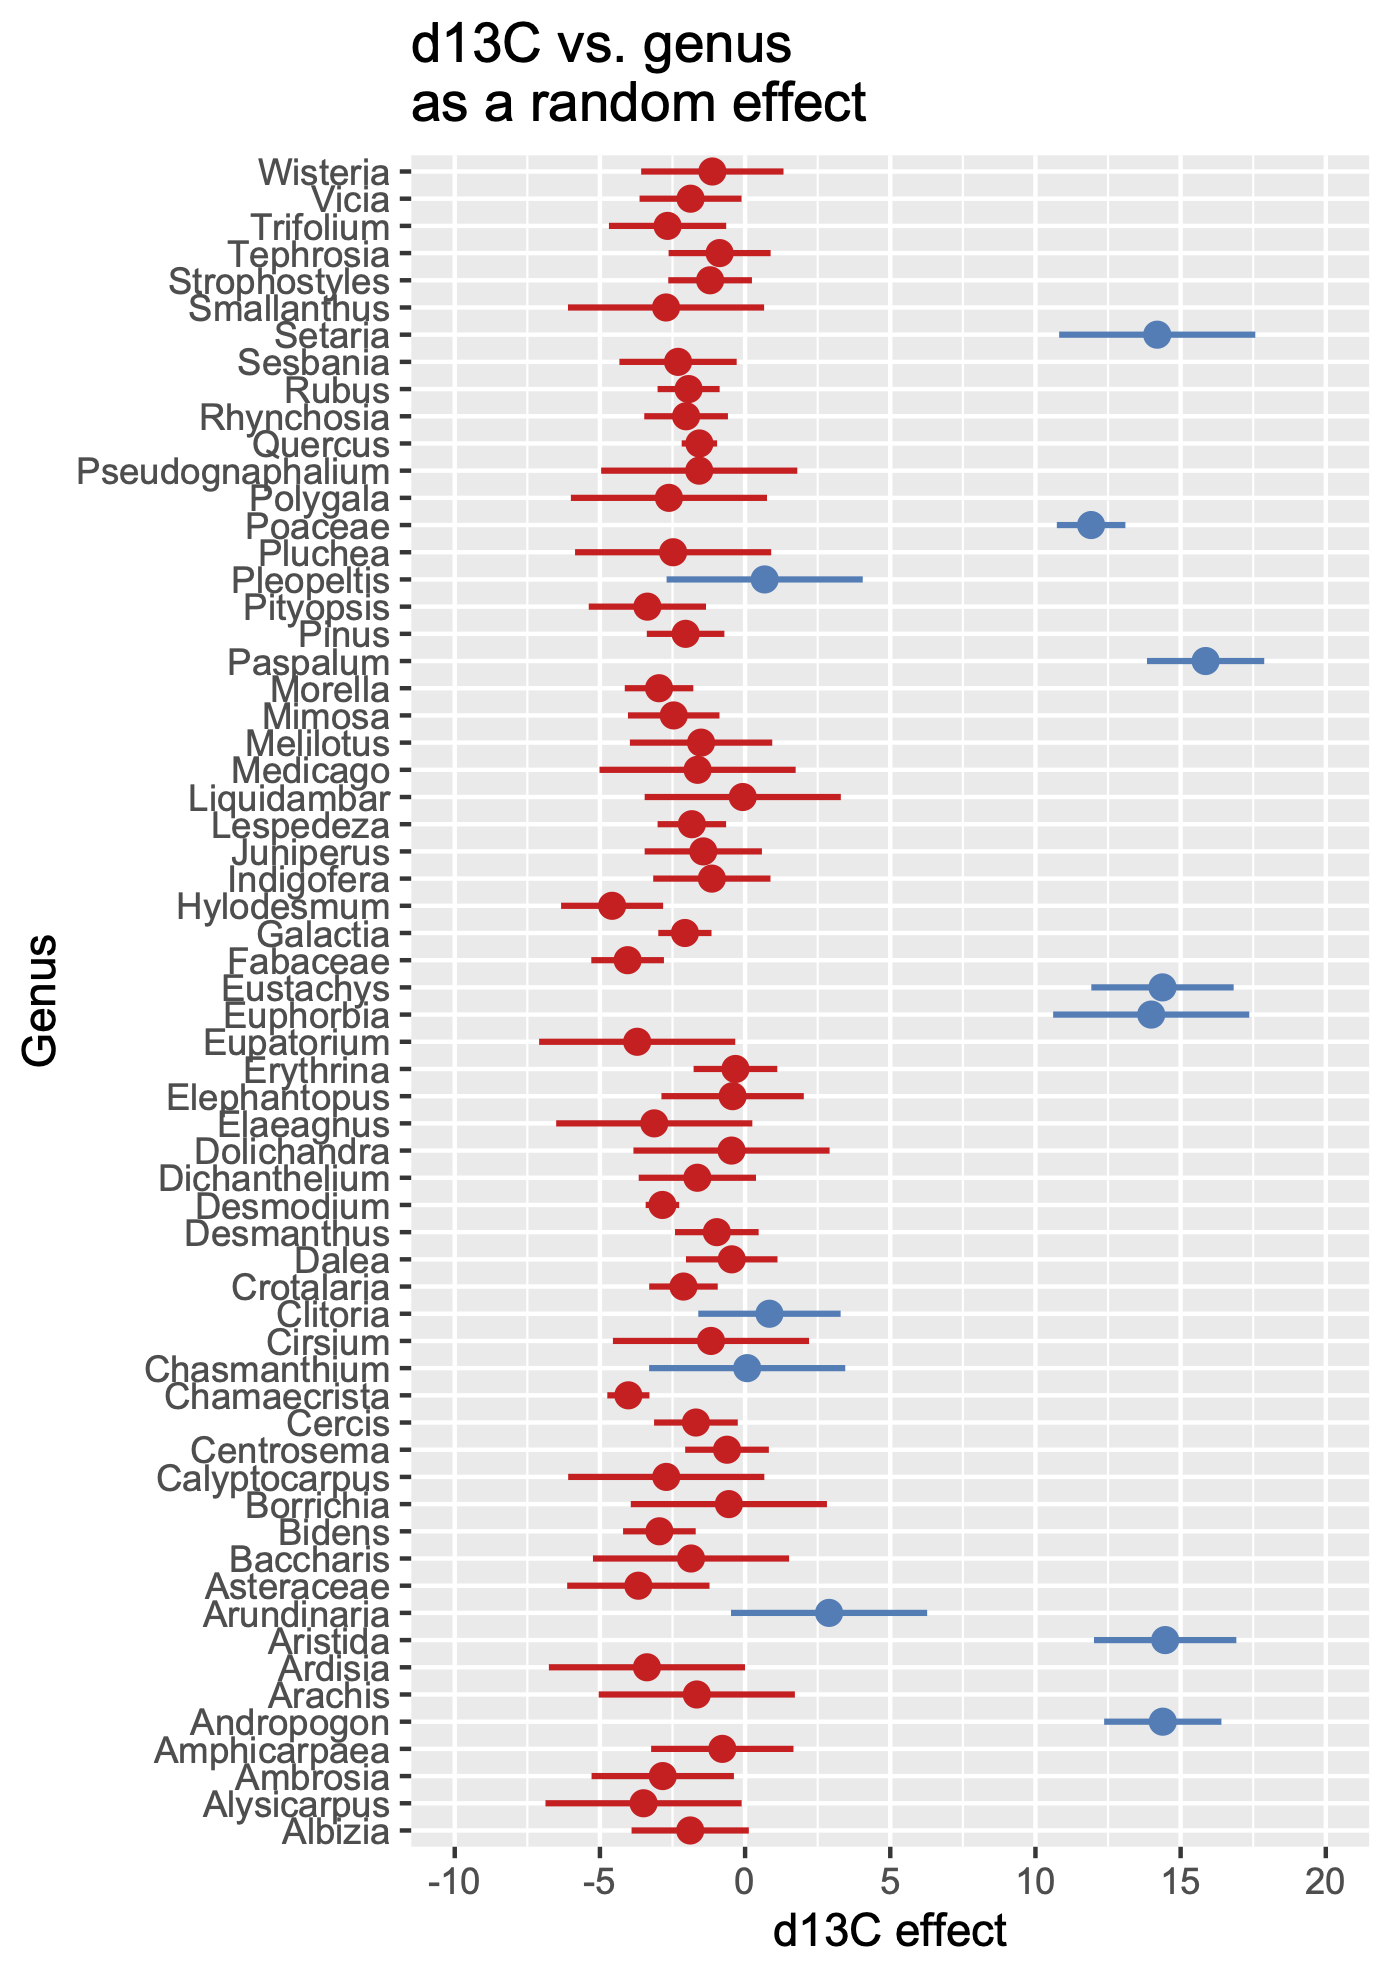 d13C vs. genus
as a random effect
Wisteria
Vicia
Trifolium
Tephrosia
Strophostyles
Smallanthus
Setaria
Sesbania
Rubus
Rhynchosia
Quercus
Pseudognaphalium
Polygala
Poaceae
Pluchea
Pleopeltis
Pityopsis
Pinus
Paspalum
Morella
Mimosa
Melilotus
Medicago
Liquidambar
Lespedeza
Juniperus
Indigofera
Hylodesmum
Galactia
Fabaceae
Eustachys
Euphorbia
Eupatorium
Erythrina
Elephantopus
Elaeagnus
Dolichandra
Dichanthelium
Desmodium
Desmanthus
Dalea
Crotalaria
Clitoria
Cirsium
Chasmanthium
Chamaecrista
Cercis
Centrosema
Calyptocarpus
Borrichia
Bidens
Baccharis
Asteraceae
Arundinaria
Aristida
Ardisia
Arachis
Andropogon
Amphicarpaea
Ambrosia
Alysicarpus
Albizia
Genus
-10 -5 0 5 10 15 20
d13C effect